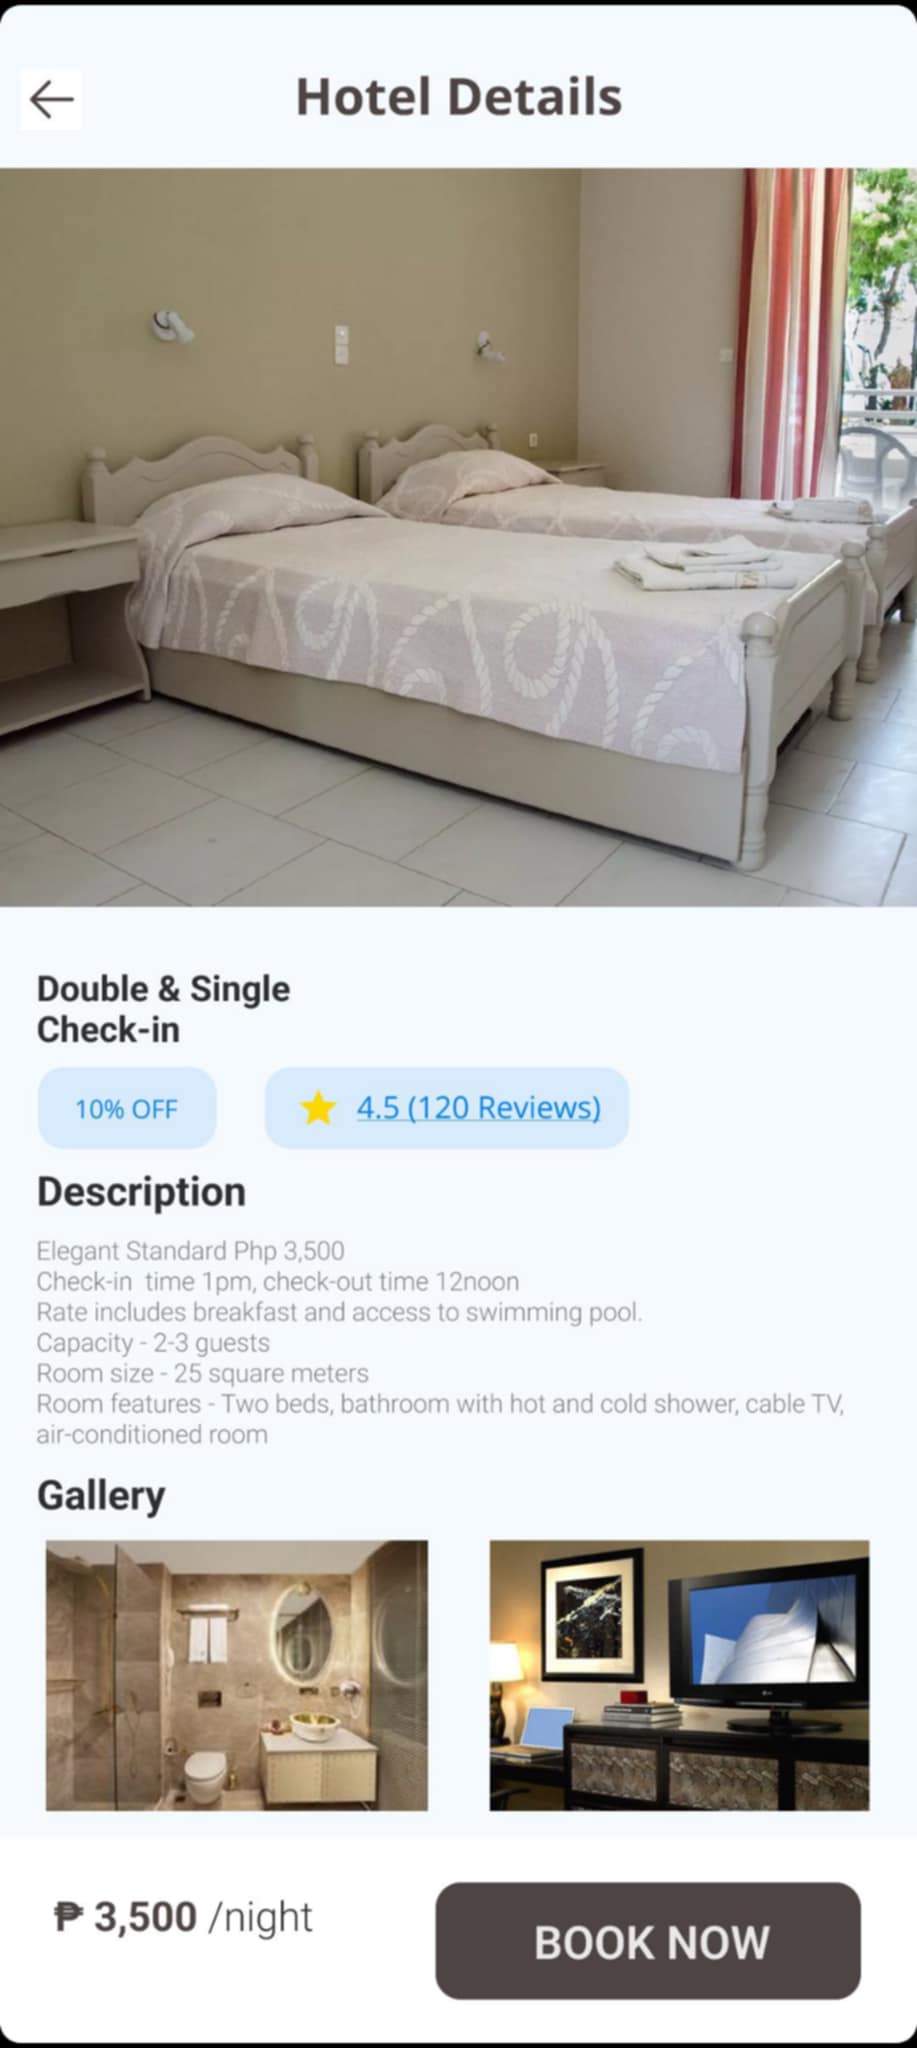 Hotel Details
Double & Single
Check-in
10% OFF
4.5 (120 Reviews)
Description
Elegant Standard Php 3,500
Check-in  time 1pm, check-out time 12noon
Rate includes breakfast and access to swimming pool.
Capacity - 2-3 guests
Room size - 25 square meters
Room features - Two beds, bathroom with hot and cold shower, cable TV,
air-conditioned room
Gallery
₱ 3,500 /night
BOOK NOW